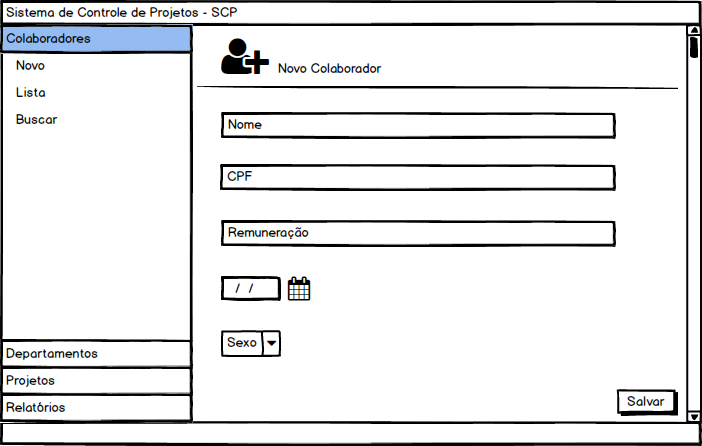 Sistema de Controle de Projetos - SCP
Colaboradores
Novo
Lista
Buscar
Departamentos
Projetos
Relatórios
Novo Colaborador
Nome
CPF
Remuneração
/ /
Sexo
Salvar